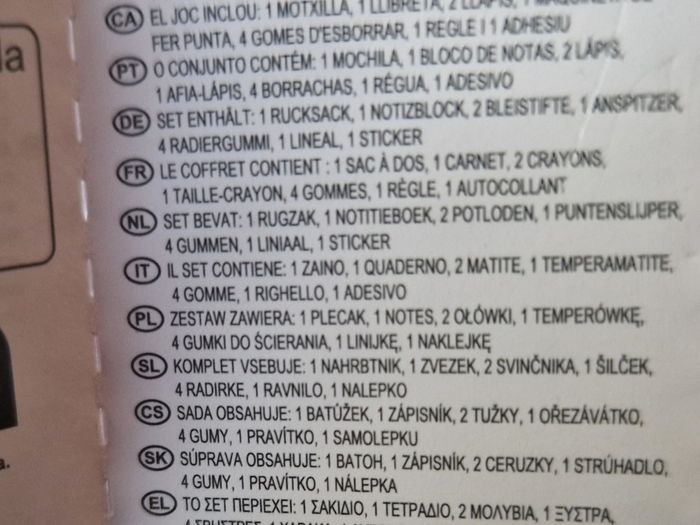 la
CA EL JOC INCLOU: 1 MOTXILLA, 1 LLIBRETA, 2 LLAPIS, 1 MAQUINETA DE
FER PUNTA, 4 GOMES D'ESBORRAR, 1 REGLE I 1 ADHESIU
PT O CONJUNTO CONTÉM: 1 MOCHILA, 1 BLOCO DE NOTAS, 2 LÁPIS,
1 AFIA-LÁPIS, 4 BORRACHAS, 1 RÉGUA, 1 ADESIVO
DE SET ENTHÄLT: 1 RUCKSACK, 1 NOTIZBLOCK, 2 BLEISTIFTE, 1 ANSPITZER,
4 RADIERGUMMI, 1 LINEAL, 1 STICKER
FR LE COFFRET CONTIENT : 1 SAC À DOS, 1 CARNET, 2 CRAYONS,
1 TAILLE-CRAYON, 4 GOMMES, 1 RÈGLE, 1 AUTOCOLLANT
NL SET BEVAT: 1 RUGZAK, 1 NOTITIEBOEK, 2 POTLODEN, 1 PUNTENSLIJPER,
4 GUMMEN, 1 LINIAAL, 1 STICKER
IT IL SET CONTIENE: 1 ZAINO, 1 QUADERNO, 2 MATITE, 1 TEMPERAMATITE,
4 GOMME, 1 RIGHELLO, 1 ADESIVO
PL ZESTAW ZAWIERA: 1 PLECAK, 1 NOTES, 2 OŁÓWKI, 1 TEMPERÓWKĘ,
4 GUMKI DO ŚCIERANIA, 1 LINIJKĘ, 1 NAKLEJKĘ
SL KOMPLET VSEBUJE: 1 NAHRBTNIK, 1 ZVEZEK, 2 SVINČNIKA, 1 ŠILČEK,
4 RADIRKE, 1 RAVNILO, 1 NALEPKO
CS SADA OBSAHUJE: 1 BATŮŽEK, 1 ZÁPISNÍK, 2 TUŽKY, 1 OŘEZÁVÁTKO,
4 GUMY, 1 PRAVÍTKO, 1 SAMOLEPKU
SK SÚPRAVA OBSAHUJE: 1 BATOH, 1 ZÁPISNÍK, 2 CERUZKY, 1 STRÚHADLO,
4 GUMY, 1 PRAVÍTKO, 1 NÁLEPKA
a.
EL ΤΟ ΣΕΤ ΠΕΡΙΕΧΕΙ: 1 ΣΑΚΙΔΙΟ, 1 ΤΕΤΡΑΔΙΟ, 2 ΜΟΛΥΒΙΑ, 1 ΞΥΣΤΡΑ,